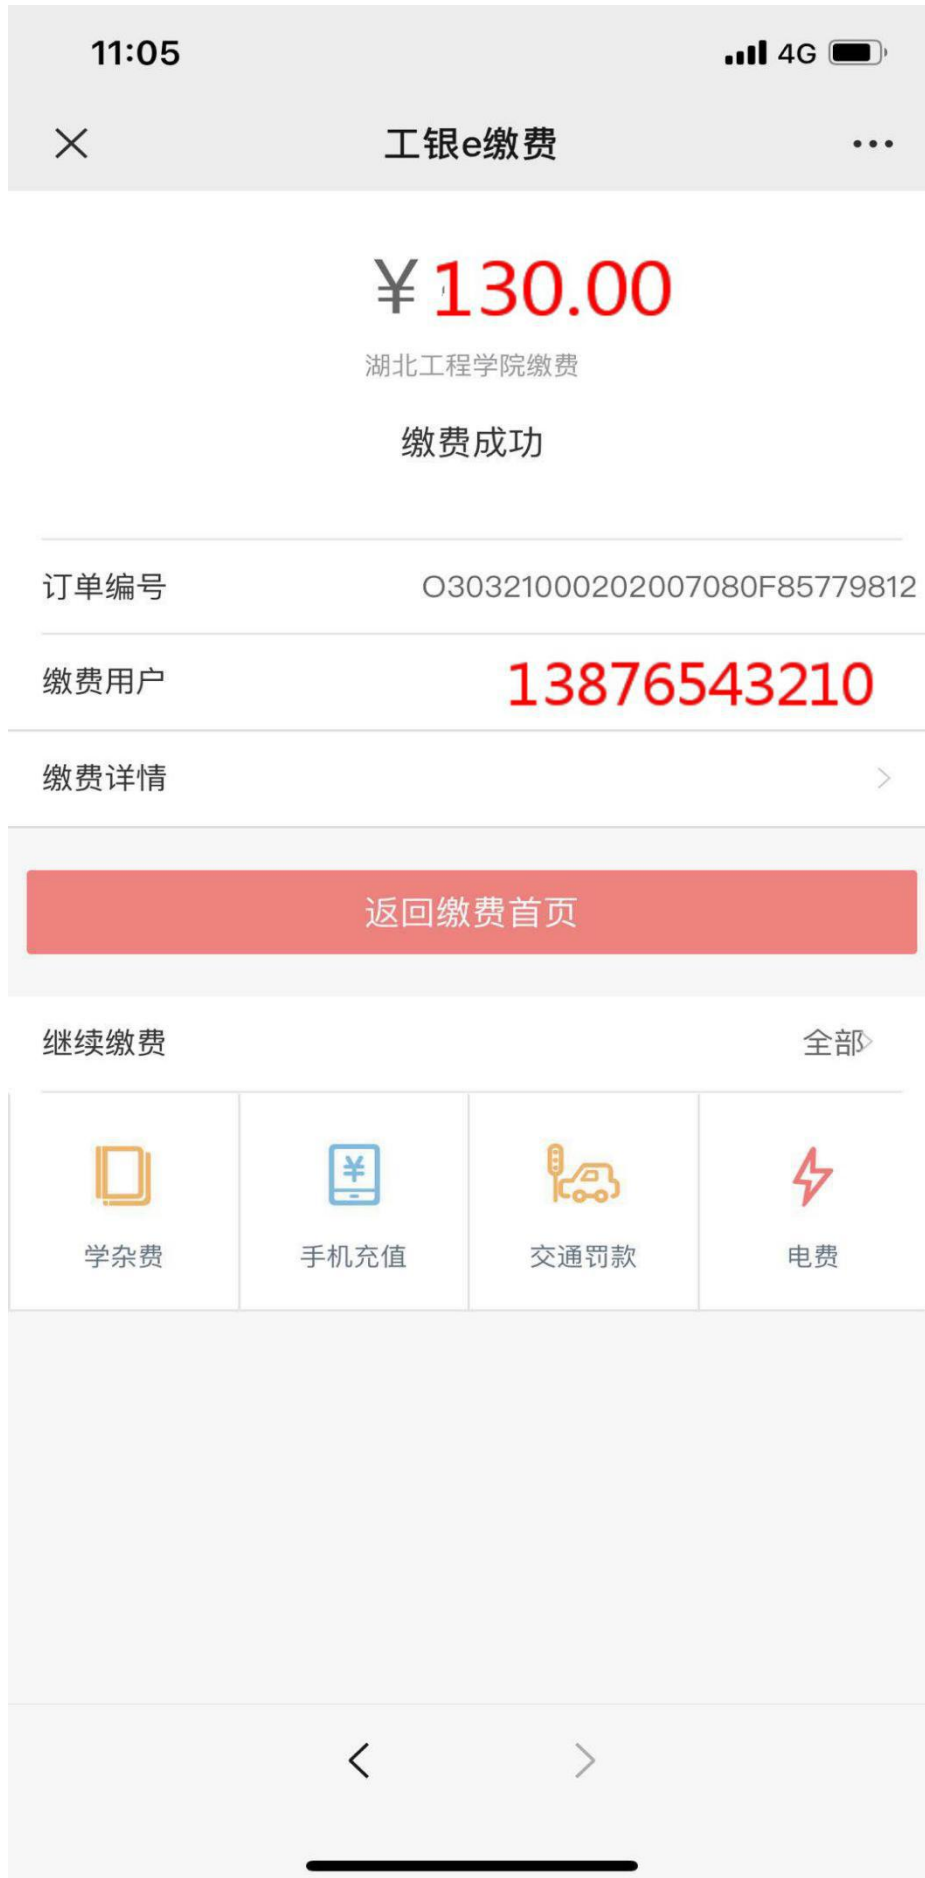 11:05 4G
工银e缴费
¥130.00
湖北工程学院缴费
缴费成功
订单编号 O30321000202007080F85779812
缴费用户 13876543210
缴费详情
返回缴费首页
继续缴费 全部
学杂费 手机充值 交通罚款 电费